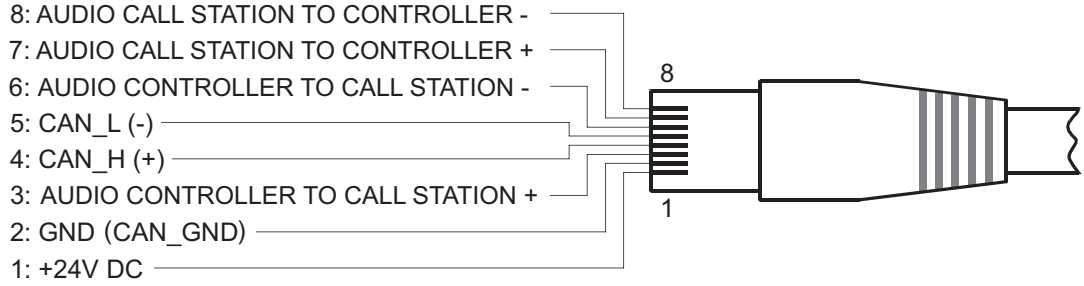 8: AUDIO CALL STATION TO CONTROLLER -
7: AUDIO CALL STATION TO CONTROLLER +
6: AUDIO CONTROLLER TO CALL STATION -
5: CAN_L (-)
4: CAN_H (+)
3: AUDIO CONTROLLER TO CALL STATION +
2: GND (CAN_GND)
1: +24V DC
8
1